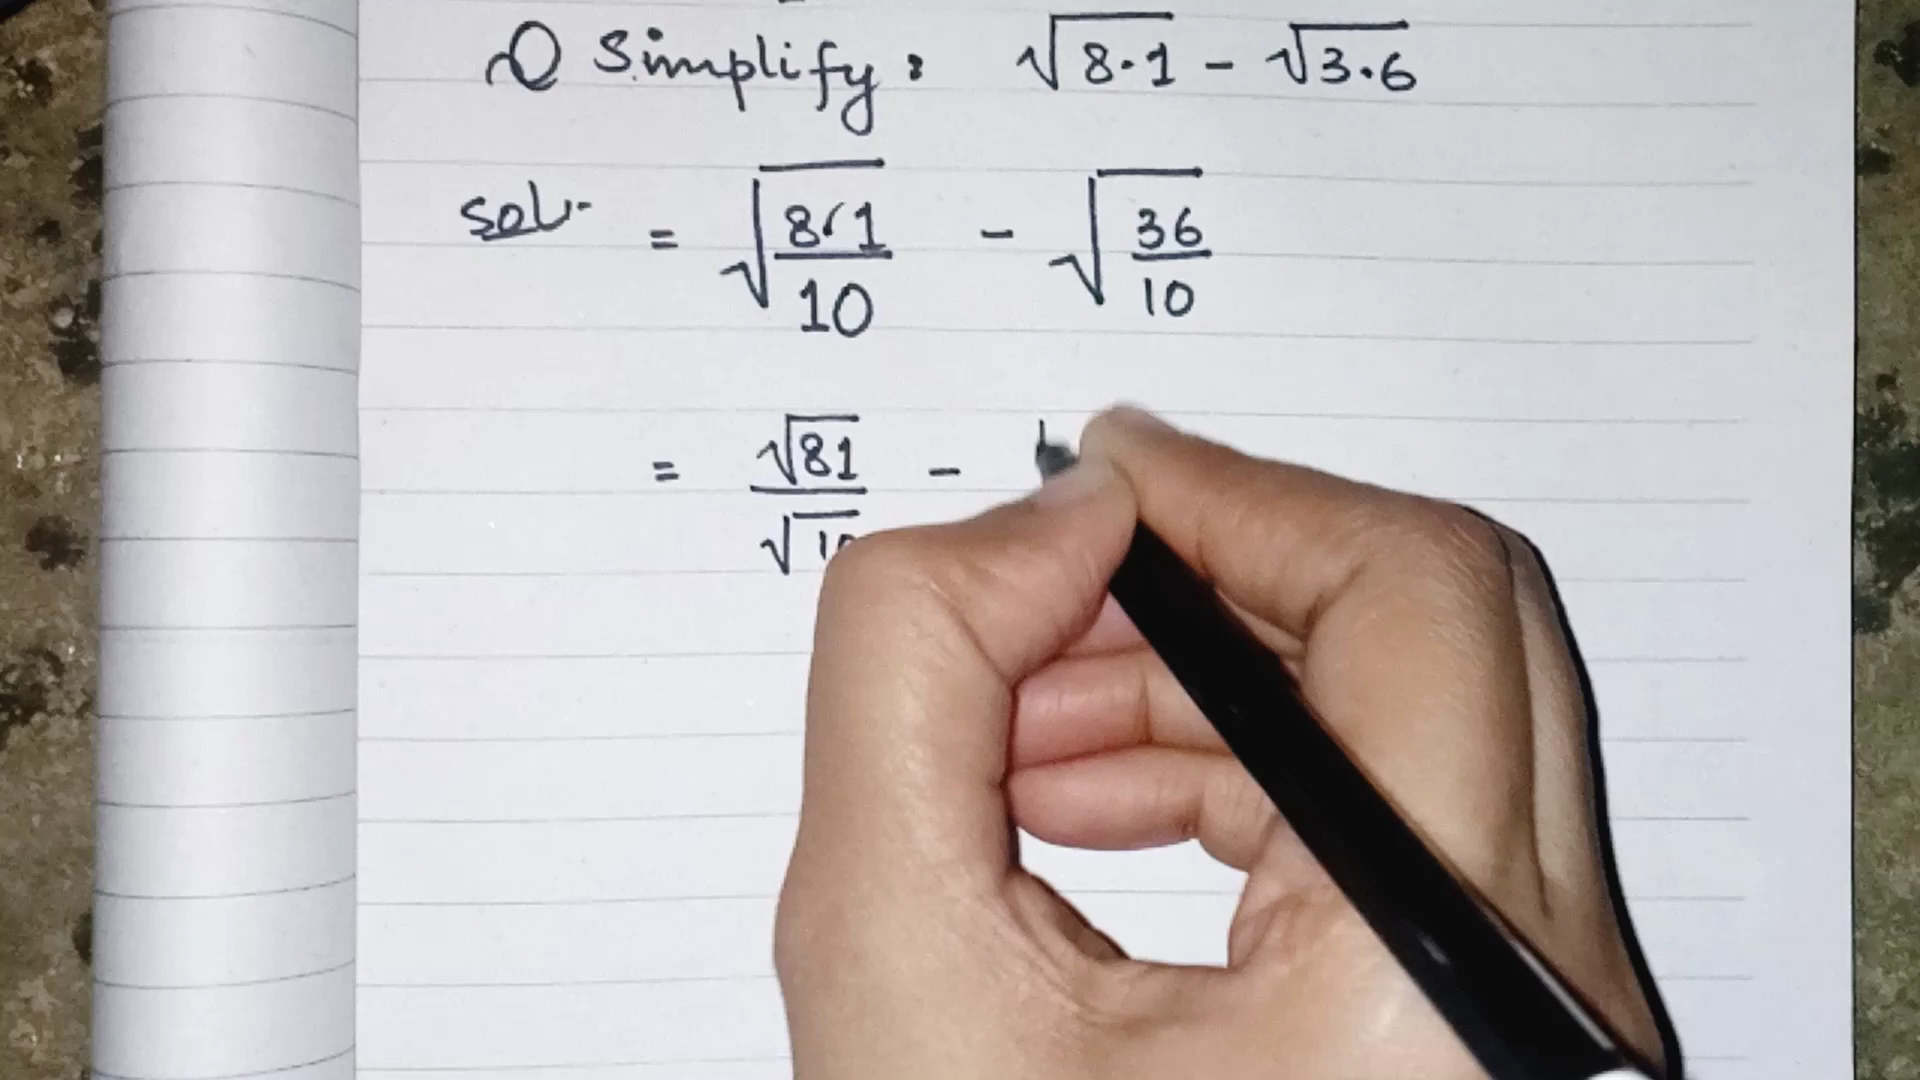 Q Simplify: √8.1 - √3.6
Sol. = √81/10 - √36/10
= √81/√10 -